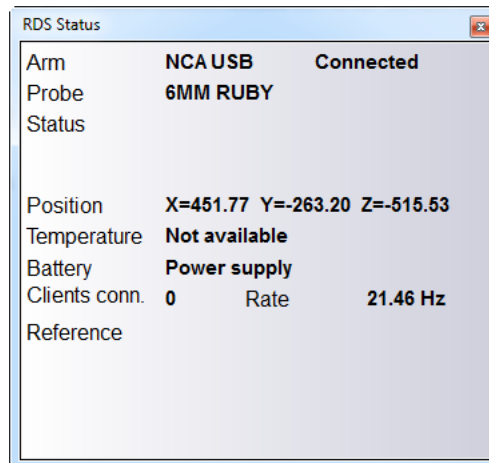 RDS Status
Arm NCA USB Connected
Probe 6MM RUBY
Status
Position X=451.77 Y=-263.20 Z=-515.53
Temperature Not available
Battery Power supply
Clients conn. 0 Rate 21.46 Hz
Reference